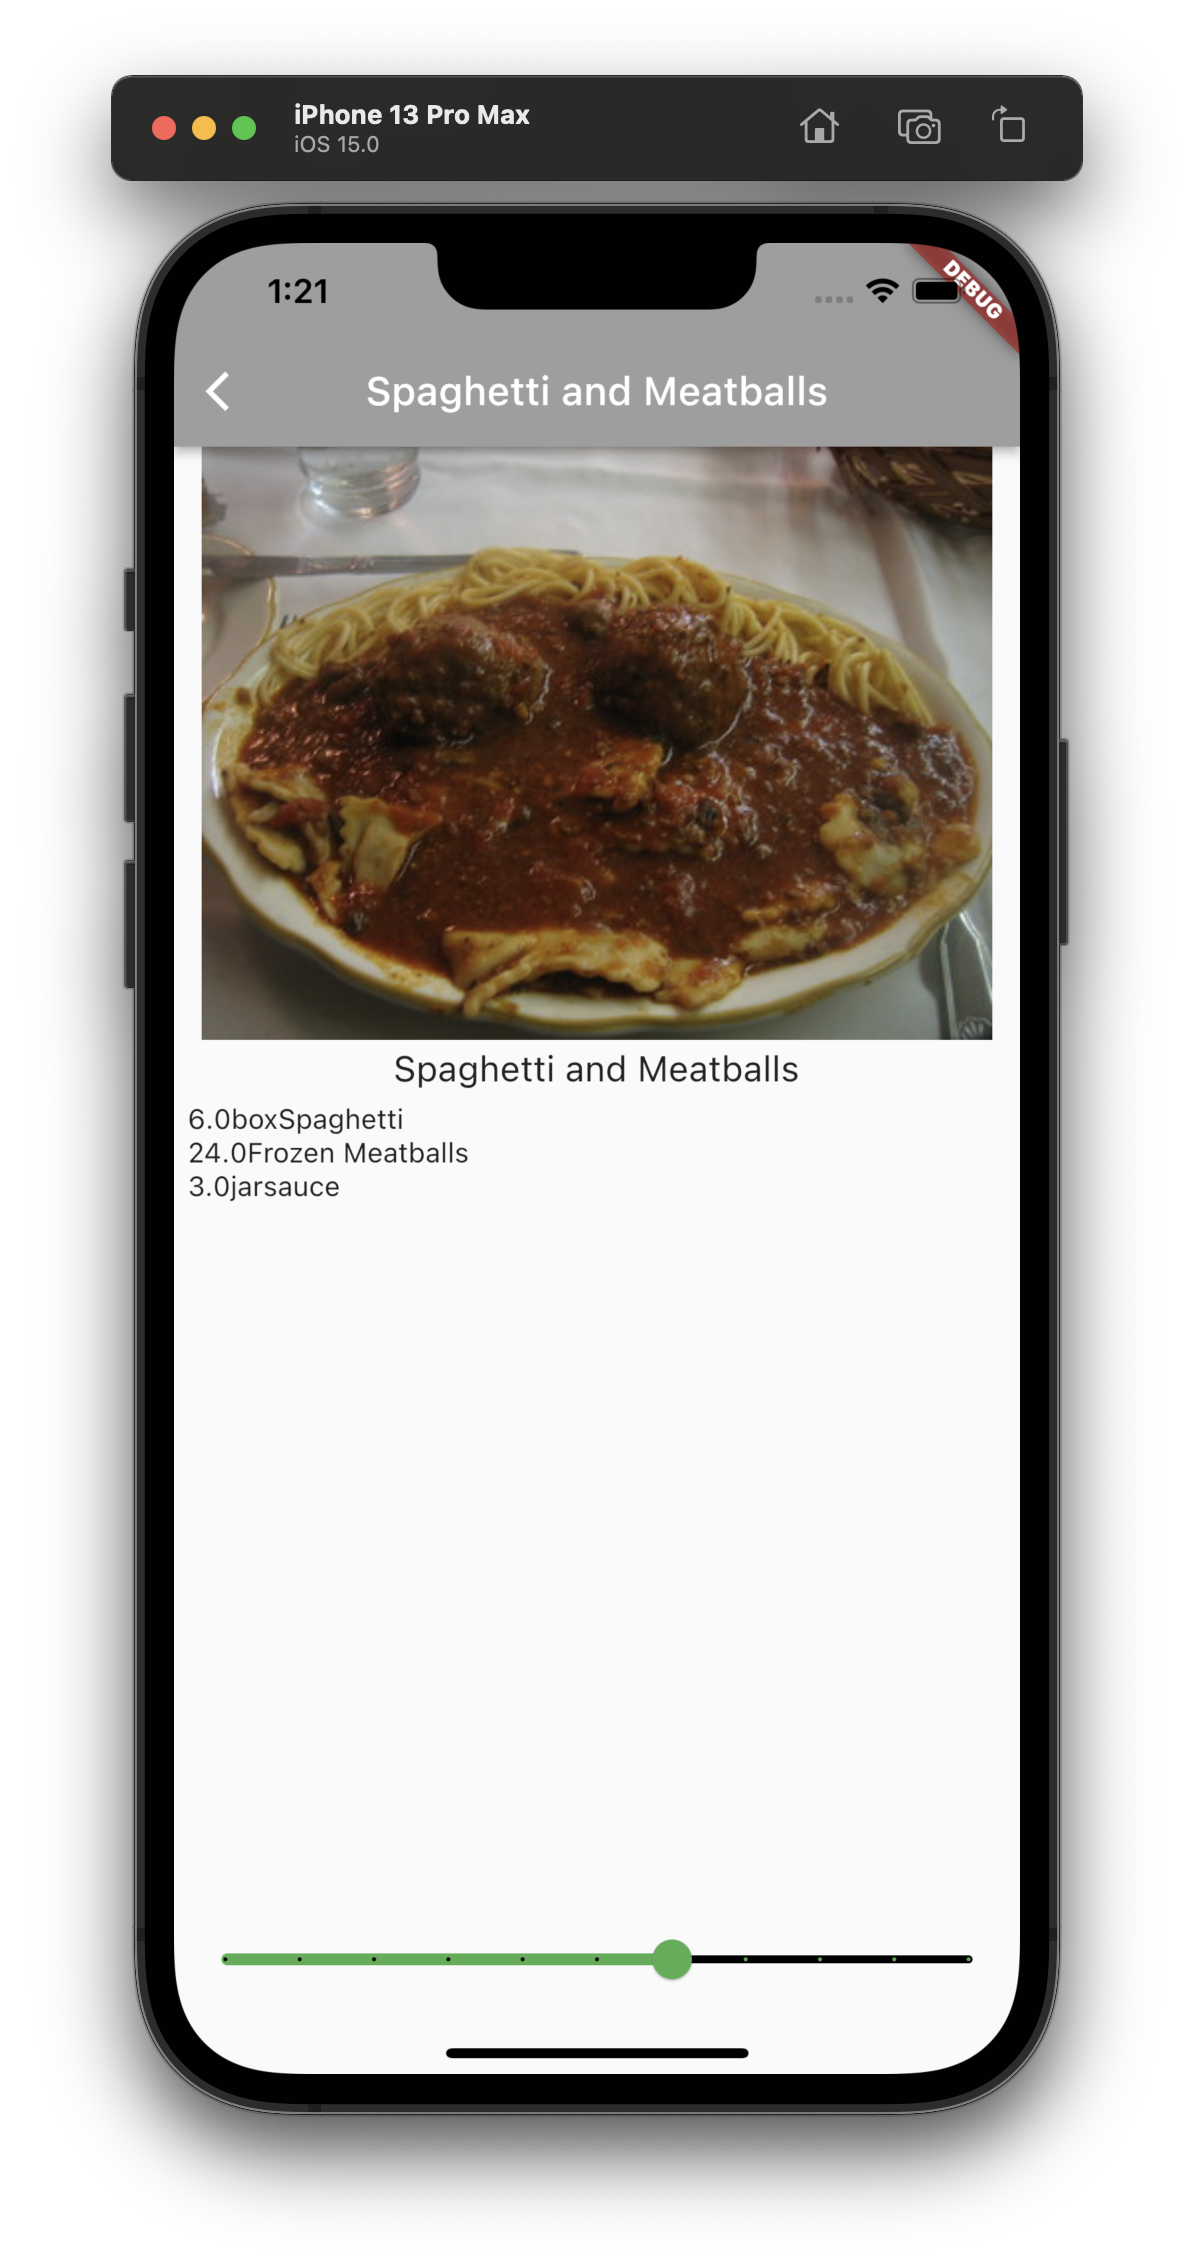 iPhone 13 Pro Max
iOS 15.0
1:21
DEBUG
Spaghetti and Meatballs
Spaghetti and Meatballs
6.0boxSpaghetti
24.0Frozen Meatballs
3.0jarsauce